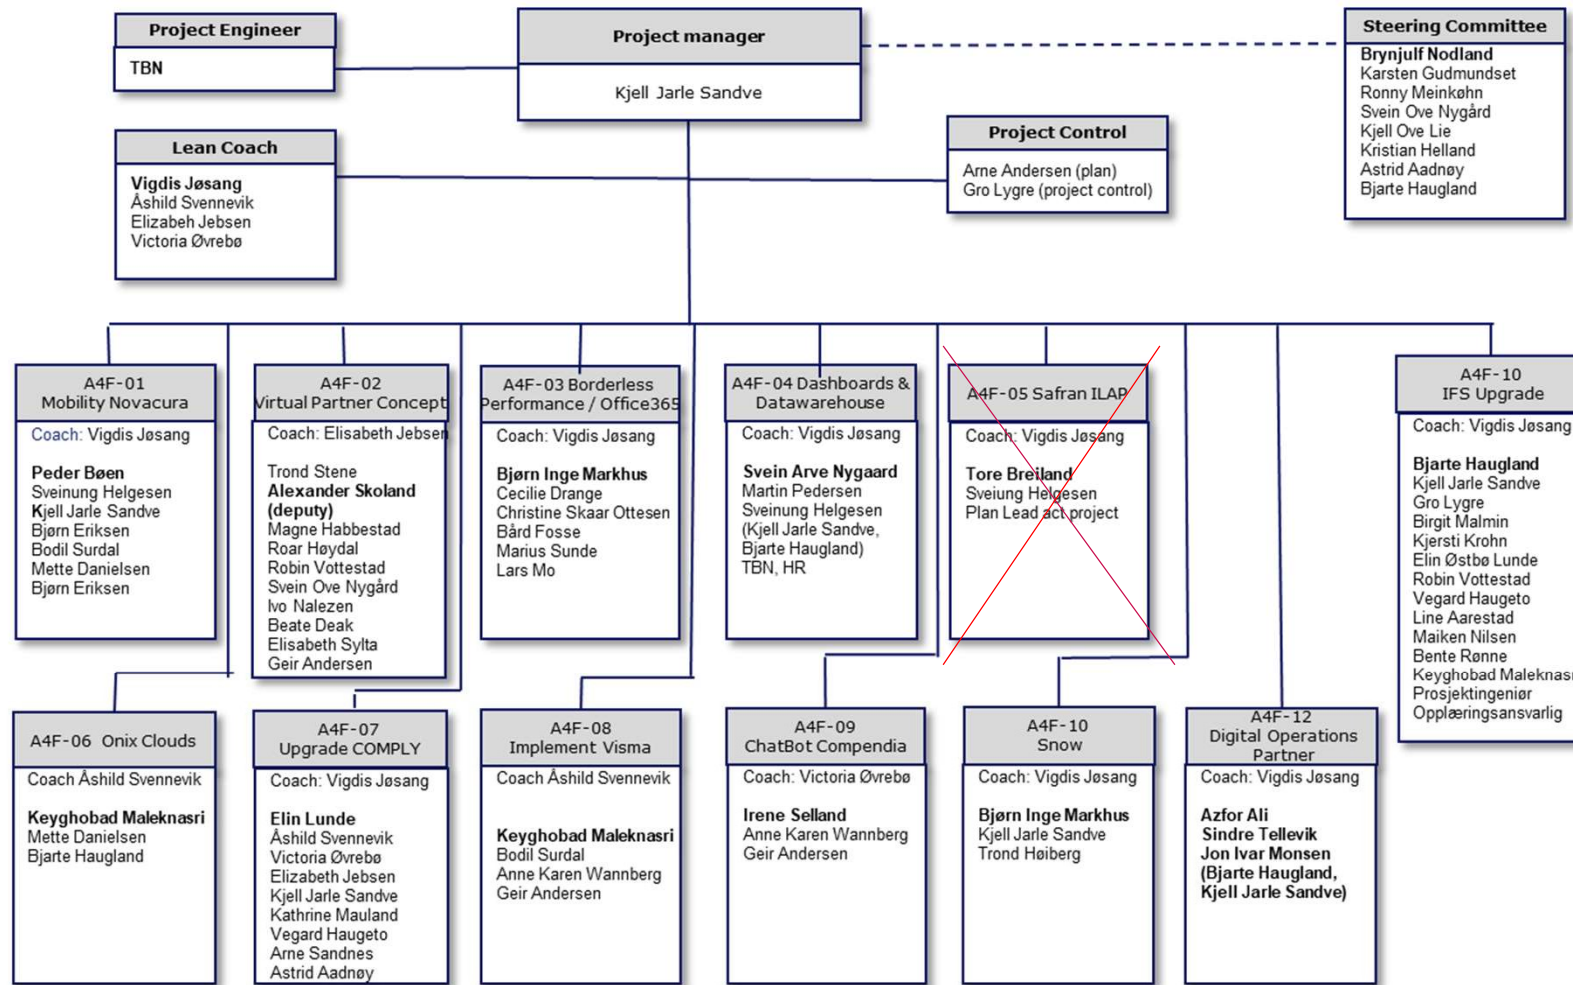 Project Engineer
TBN
Project manager
Kjell Jarle Sandve
Steering Committee
Brynjulf Nodland
Karsten Gudmundset
Ronny Meinkøhn
Svein Ove Nygård
Kjell Ove Lie
Kristian Helland
Astrid Aadnøy
Bjarte Haugland
Lean Coach
Vigdis Jøsang
Åshild Svennevik
Elizabeh Jebsen
Victoria Øvrebø
Project Control
Arne Andersen (plan)
Gro Lygre (project control)
A4F-01
Mobility Novacura
Coach: Vigdis Jøsang
Peder Bøen
Sveinung Helgesen
Kjell Jarle Sandve
Bjørn Eriksen
Bodil Surdal
Mette Danielsen
Bjørn Eriksen
A4F-02
Virtual Partner Concept
Coach: Elisabeth Jebsen
Trond Stene
Alexander Skoland
(deputy)
Magne Habbestad
Roar Høydal
Robin Vottestad
Svein Ove Nygård
Ivo Nalezen
Beate Deak
Elisabeth Sylta
Geir Andersen
A4F-03 Borderless
Performance / Office365
Coach: Vigdis Jøsang
Bjørn Inge Markhus
Cecilie Drange
Christine Skaar Ottesen
Bård Fosse
Marius Sunde
Lars Mo
A4F-04 Dashboards &
Datawarehouse
Coach: Vigdis Jøsang
Svein Arve Nygaard
Martin Pedersen
Sveinung Helgesen
(Kjell Jarle Sandve,
Bjarte Haugland)
TBN, HR
A4F-05 Safran ILAP
Coach: Vigdis Jøsang
Tore Breiland
Sveiung Helgesen
Plan Lead act project
A4F-10
IFS Upgrade
Coach: Vigdis Jøsang
Bjarte Haugland
Kjell Jarle Sandve
Gro Lygre
Birgit Malmin
Kjersti Krohn
Elin Østbø Lunde
Robin Vottestad
Vegard Haugeto
Line Aarestad
Maiken Nilsen
Bente Rønne
Keyghobad Maleknasri
Prosjektingeniør
Opplæringsansvarlig
A4F-06 Onix Clouds
Coach Åshild Svennevik
Keyghobad Maleknasri
Mette Danielsen
Bjarte Haugland
A4F-07
Upgrade COMPLY
Coach: Vigdis Jøsang
Elin Lunde
Åshild Svennevik
Victoria Øvrebø
Elizabeth Jebsen
Kjell Jarle Sandve
Kathrine Mauland
Vegard Haugeto
Arne Sandnes
Astrid Aadnøy
A4F-08
Implement Visma
Coach Åshild Svennevik
Keyghobad Maleknasri
Bodil Surdal
Anne Karen Wannberg
Geir Andersen
A4F-09
ChatBot Compendia
Coach: Victoria Øvrebø
Irene Selland
Anne Karen Wannberg
Geir Andersen
A4F-10
Snow
Coach: Vigdis Jøsang
Bjørn Inge Markhus
Kjell Jarle Sandve
Trond Høiberg
A4F-12
Digital Operations
Partner
Coach: Vigdis Jøsang
Azfor Ali
Sindre Tellevik
Jon Ivar Monsen
(Bjarte Haugland,
Kjell Jarle Sandve)